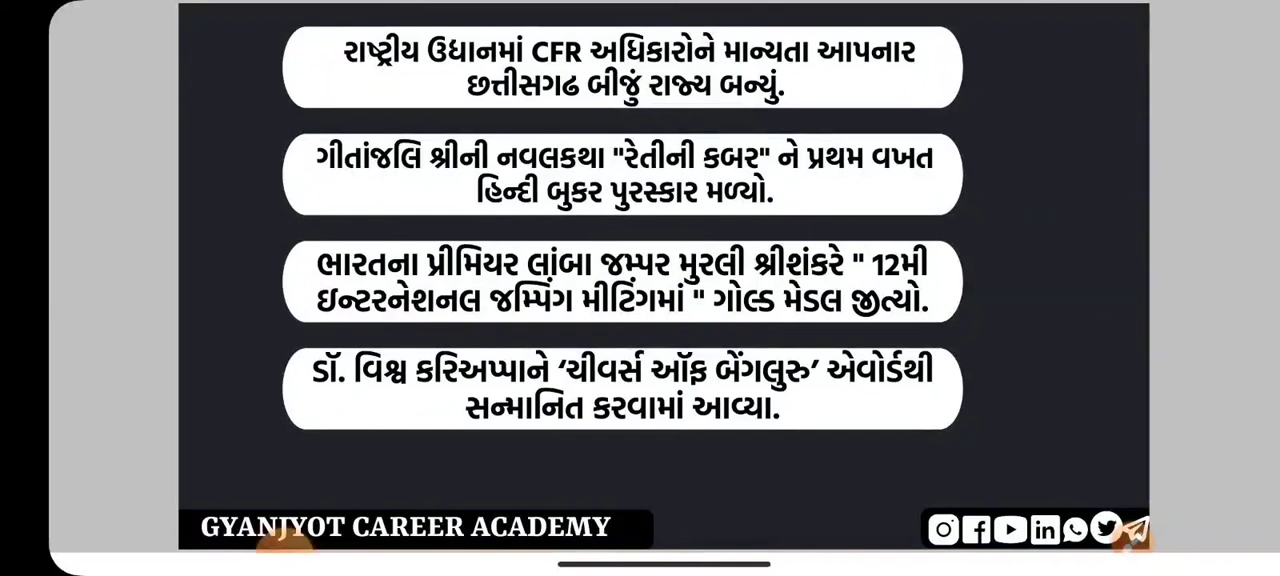 રાષ્ટ્રીય ઉદ્યાનમાં CFR અધિકારોને માન્યતા આપનાર
છત્તીસગઢ બીજું રાજ્ય બન્યું.
ગીતાંજલિ શ્રીની નવલકથા "રેતીની કબર" ને પ્રથમ વખત
હિન્દી બુકર પુરસ્કાર મળ્યો.
ભારતના પ્રીમિયર લાંબા જમ્પર મુરલી શ્રીશંકરે " 12મી
ઇન્ટરનેશનલ જમ્પિંગ મીટિંગમાં " ગોલ્ડ મેડલ જીત્યો.
ડૉ. વિશ્વ કરિઅપ્પાને ‘ચીવર્સ ઑફ બેંગલુરુ’ એવોર્ડથી
સન્માનિત કરવામાં આવ્યા.
GYANJYOT CAREER ACADEMY